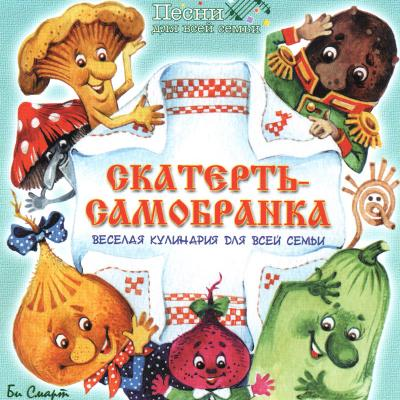 Песни
для всей семьи
СКАТЕРТЬ-
САМОБРАНКА
ВЕСЕЛАЯ КУЛИНАРИЯ ДЛЯ ВСЕЙ СЕМЬИ
Би Смарт